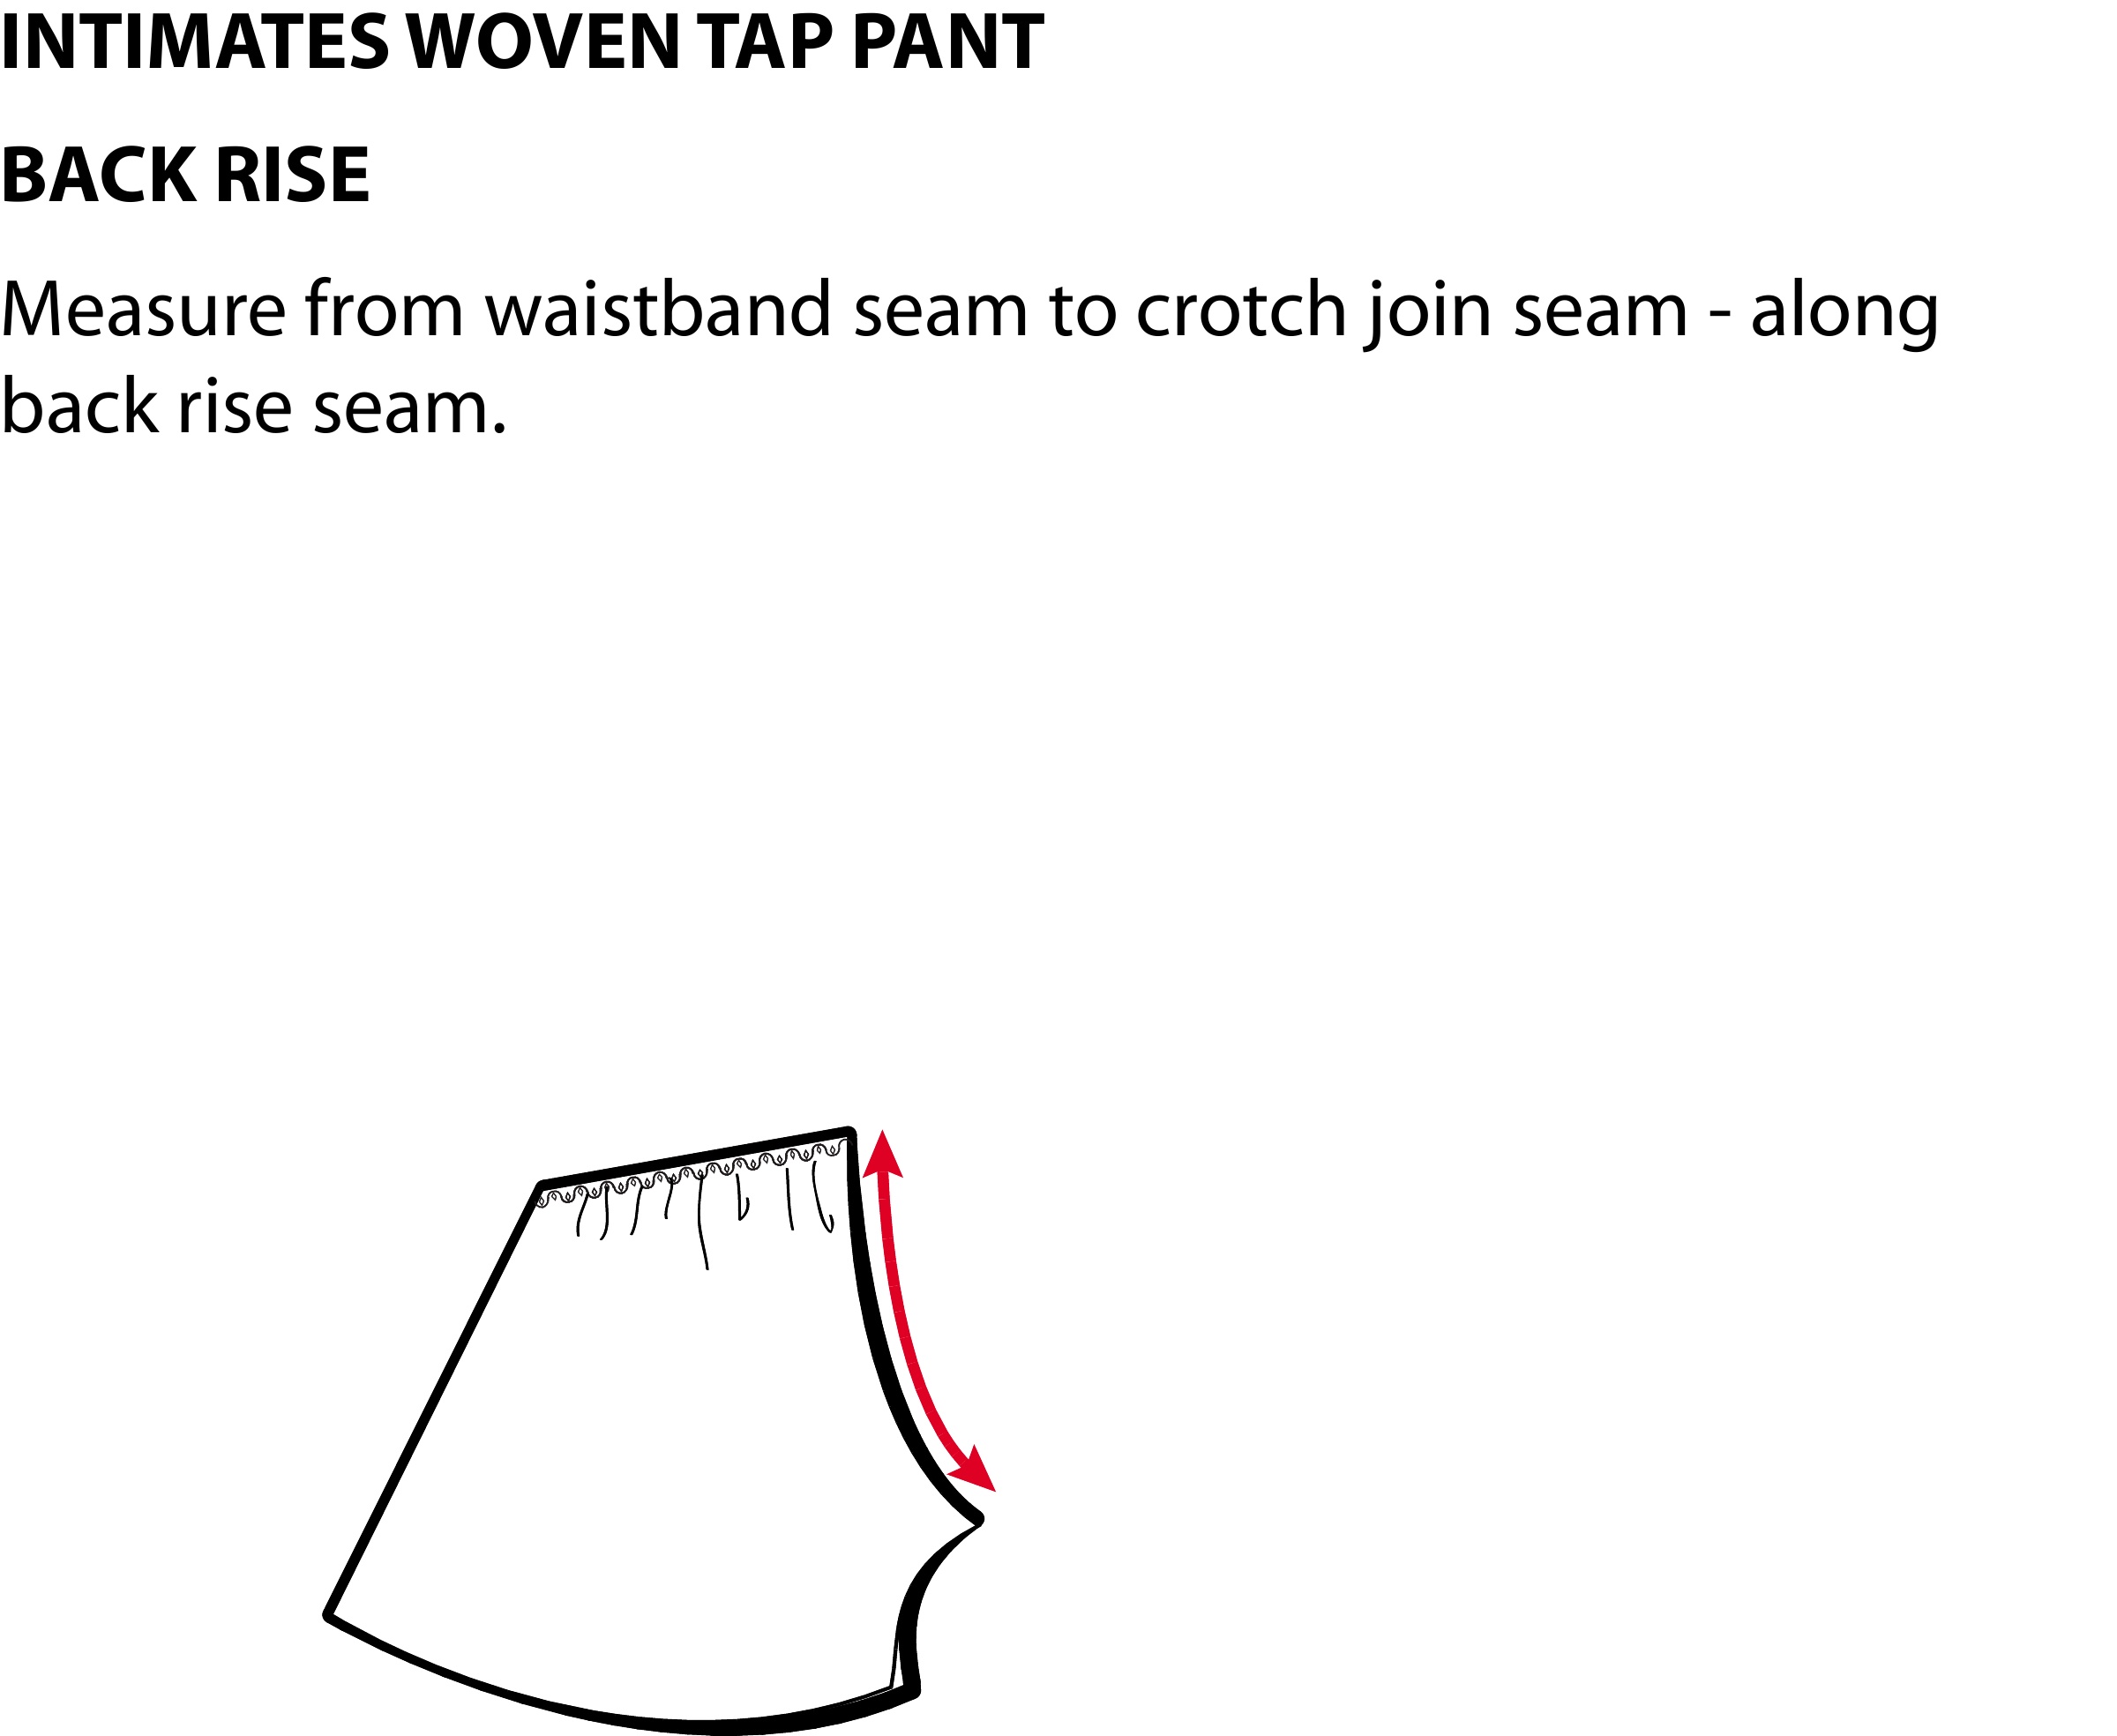 INTIMATES WOVEN TAP PANT
BACK RISE
Measure from waistband seam to crotch join seam - along
back rise seam.